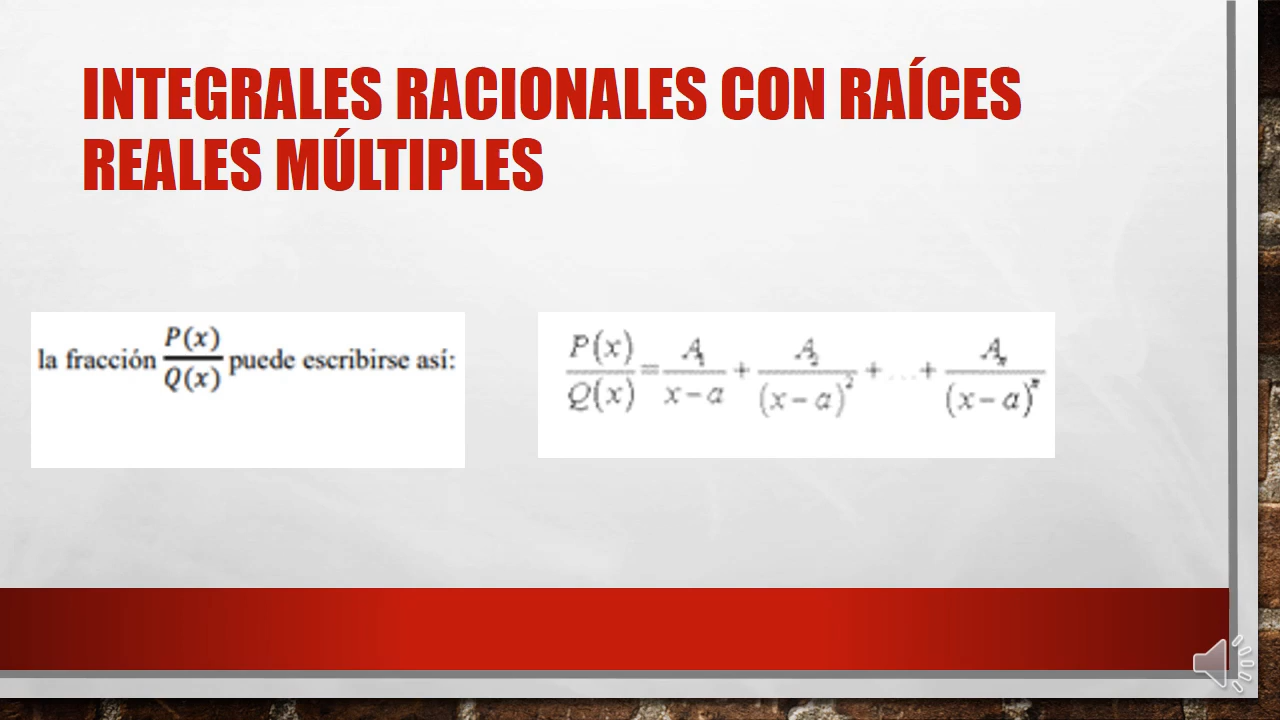 INTEGRALES RACIONALES CON RAÍCES
REALES MÚLTIPLES
la fracción P(x)/Q(x) puede escribirse así:
P(x)/Q(x) = A₁/(x − a) + A₂/(x − a)² + ... + Aₙ/(x − a)ⁿ